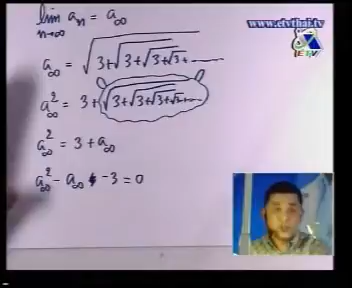 lim aₙ = a∞
n→∞
www.etvthai.tv
ETV
a∞ = √(3+√(3+√(3+√(3+......
a∞² = 3+√(3+√(3+√(3+√(3+......
a∞² = 3 + a∞
a∞² - a∞ - 3 = 0